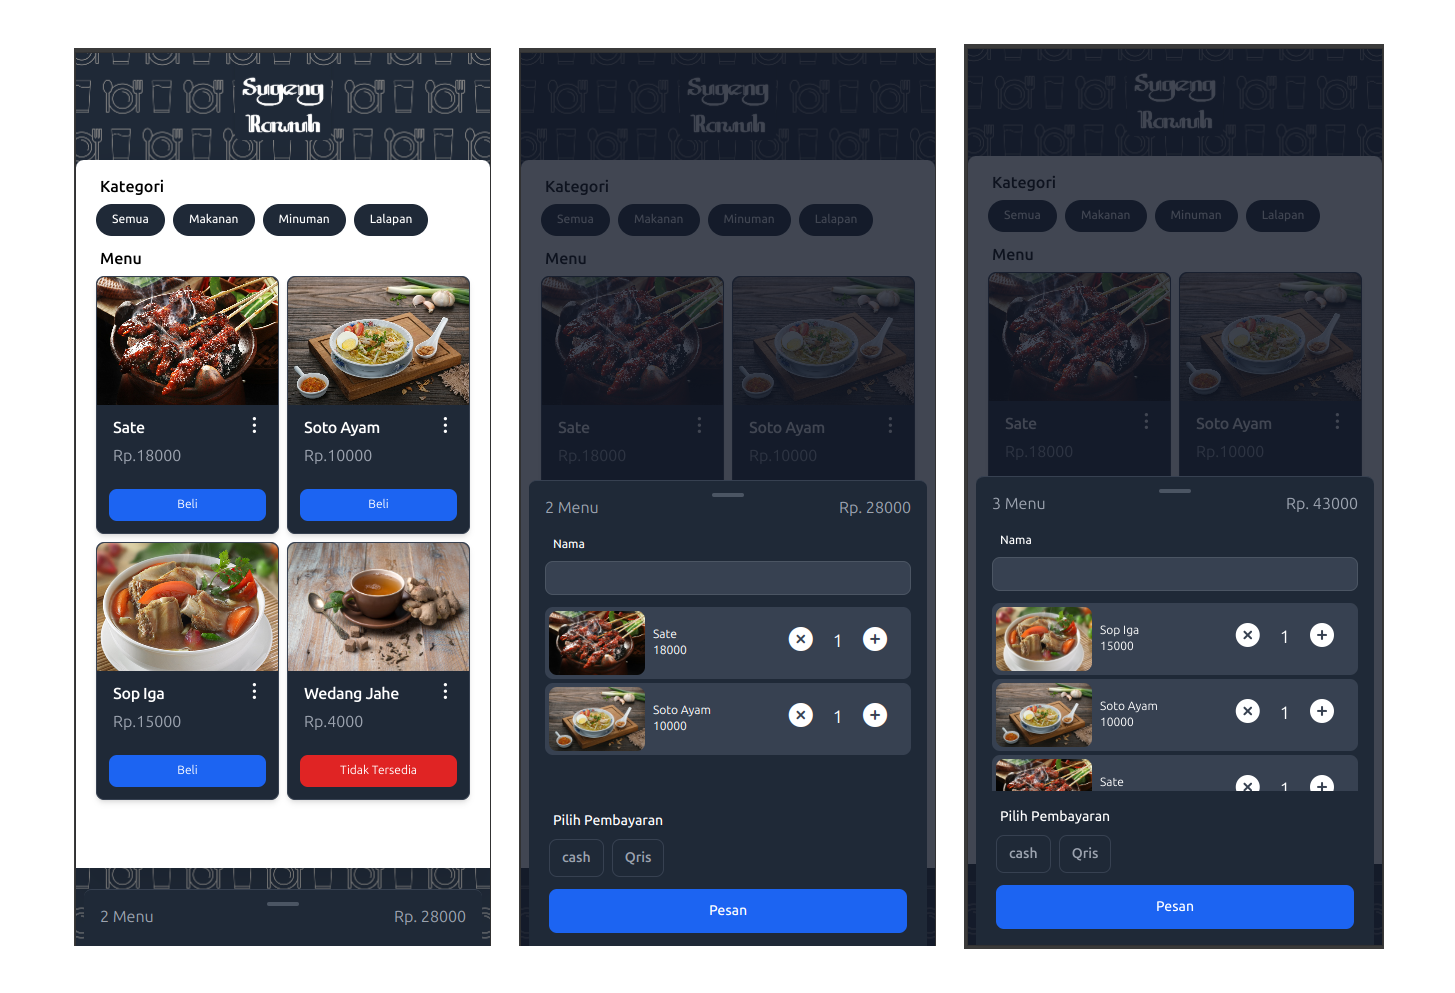 Sugeng
Rawuh
Kategori
Semua Makanan Minuman Lalapan
Menu
Sate
Rp.18000
Beli
Soto Ayam
Rp.10000
Beli
Sop Iga
Rp.15000
Beli
Wedang Jahe
Rp.4000
Tidak Tersedia
2 Menu Rp. 28000
Sugeng
Rawuh
Kategori
Semua Makanan Minuman Lalapan
Menu
Sate
Rp.18000
Soto Ayam
Rp.10000
2 Menu Rp. 28000
Nama
Sate
18000
1
Soto Ayam
10000
1
Pilih Pembayaran
cash Qris
Pesan
Sugeng
Rawuh
Kategori
Semua Makanan Minuman Lalapan
Menu
Sate
Rp.18000
Soto Ayam
Rp.10000
3 Menu Rp. 43000
Nama
Sop Iga
15000
1
Soto Ayam
10000
1
Sate
1
Pilih Pembayaran
cash Qris
Pesan